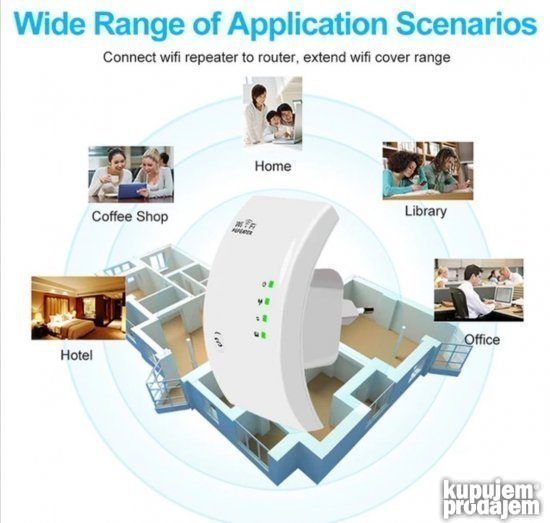 Wide Range of Application Scenarios
Connect wifi repeater to router, extend wifi cover range
Home
Coffee Shop
Library
REPEATER
Hotel
Office
kupujem
prodajem